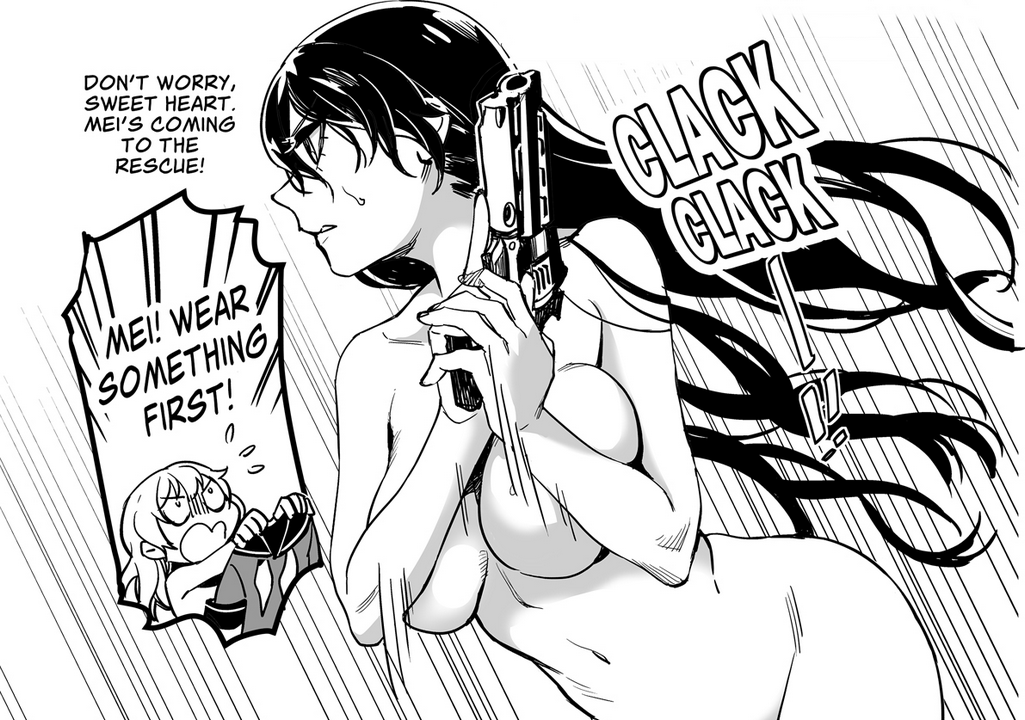 DON'T WORRY,
SWEET HEART.
MEI'S COMING
TO THE
RESCUE!
CLACK
CLACK
!!
MEI! WEAR
SOMETHING
FIRST!